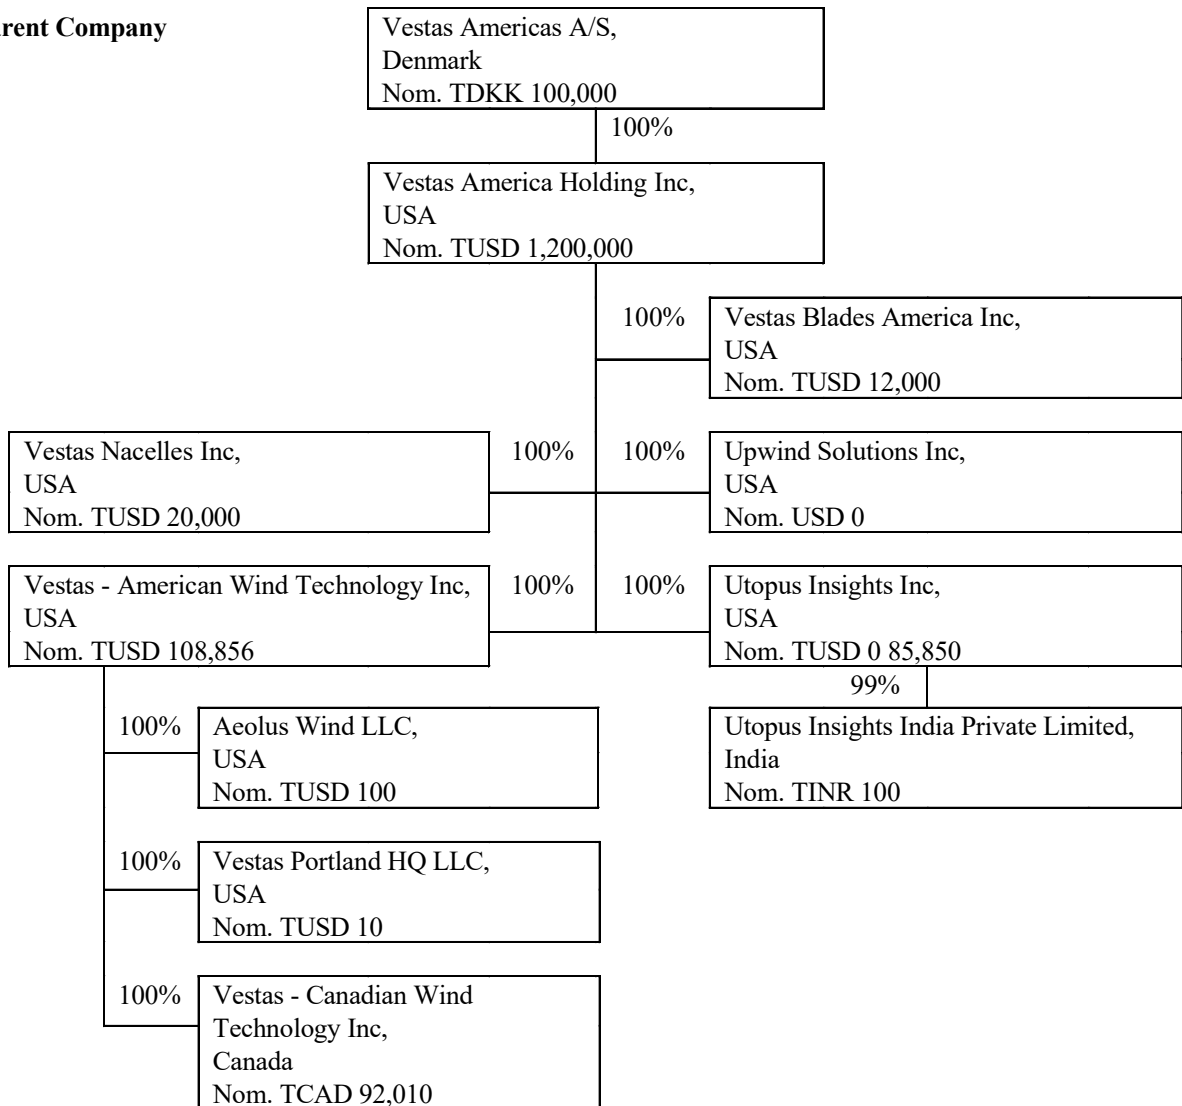 rent Company
Vestas Americas A/S,
Denmark
Nom. TDKK 100,000
100%
Vestas America Holding Inc,
USA
Nom. TUSD 1,200,000
100%
Vestas Blades America Inc,
USA
Nom. TUSD 12,000
Vestas Nacelles Inc,
USA
Nom. TUSD 20,000
100%
100%
Upwind Solutions Inc,
USA
Nom. USD 0
Vestas - American Wind Technology Inc,
USA
Nom. TUSD 108,856
100%
100%
Utopus Insights Inc,
USA
Nom. TUSD 0 85,850
99%
100%
Aeolus Wind LLC,
USA
Nom. TUSD 100
Utopus Insights India Private Limited,
India
Nom. TINR 100
100%
Vestas Portland HQ LLC,
USA
Nom. TUSD 10
100%
Vestas - Canadian Wind
Technology Inc,
Canada
Nom. TCAD 92,010